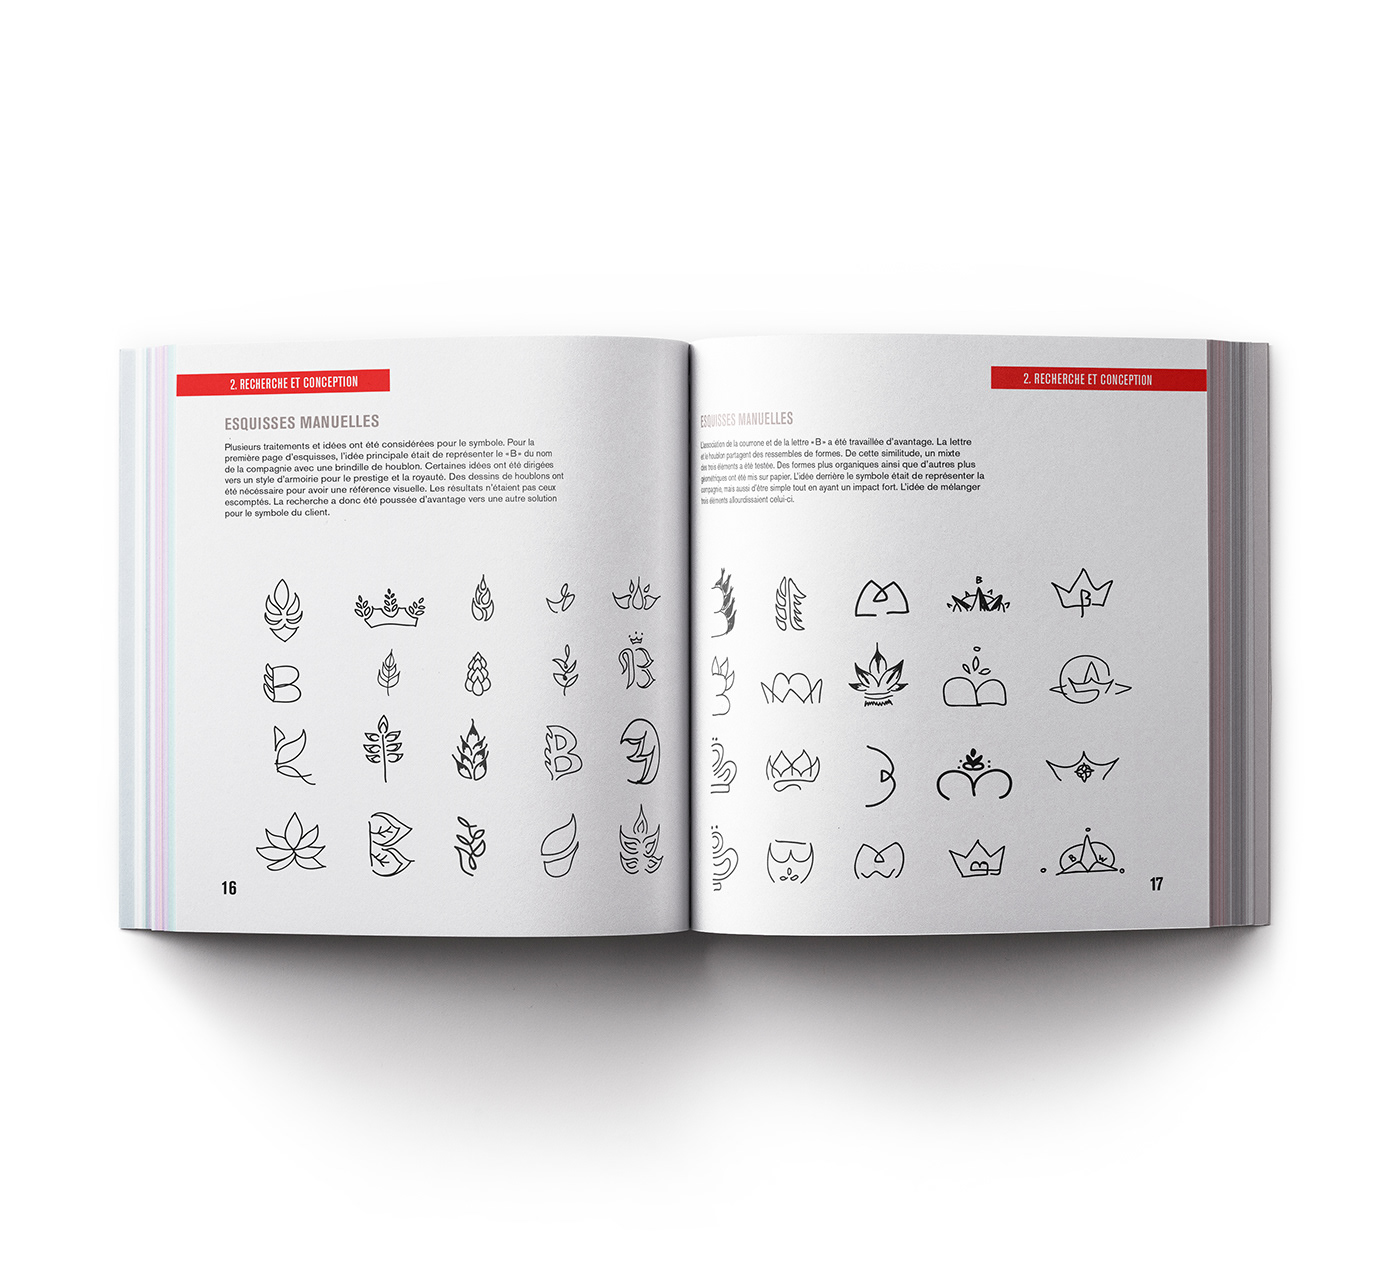 2. RECHERCHE ET CONCEPTION
ESQUISSES MANUELLES
Plusieurs traitements et idées ont été considérées pour le symbole. Pour la
première page d'esquisses, l'idée principale était de représenter le «B» du nom
de la compagnie avec une brindille de houblon. Certaines idées ont été dirigées
vers un style d'armoirie pour le prestige et la royauté. Des dessins de houblons ont
été nécéssaire pour avoir une référence visuelle. Les résultats n'étaient pas ceux
escomptés. La recherche a donc été poussée d'avantage vers une autre solution
pour le symbole du client.
16
2. RECHERCHE ET CONCEPTION
ESQUISSES MANUELLES
L'association de la courrone et de la lettre «B» a été travaillée d'avantage. La lettre
et le houblon partagent des ressembles de formes. De cette similitude, un mixte
des trois éléments a été testée. Des formes plus organiques ainsi que d'autres plus
géométriques ont été mis sur papier. L'idée derrière le symbole était de représenter la
compagnie, mais aussi d'être simple tout en ayant un impact fort. L'idée de mélanger
trois éléments allourdissaient celui-ci.
B
B
B W
17